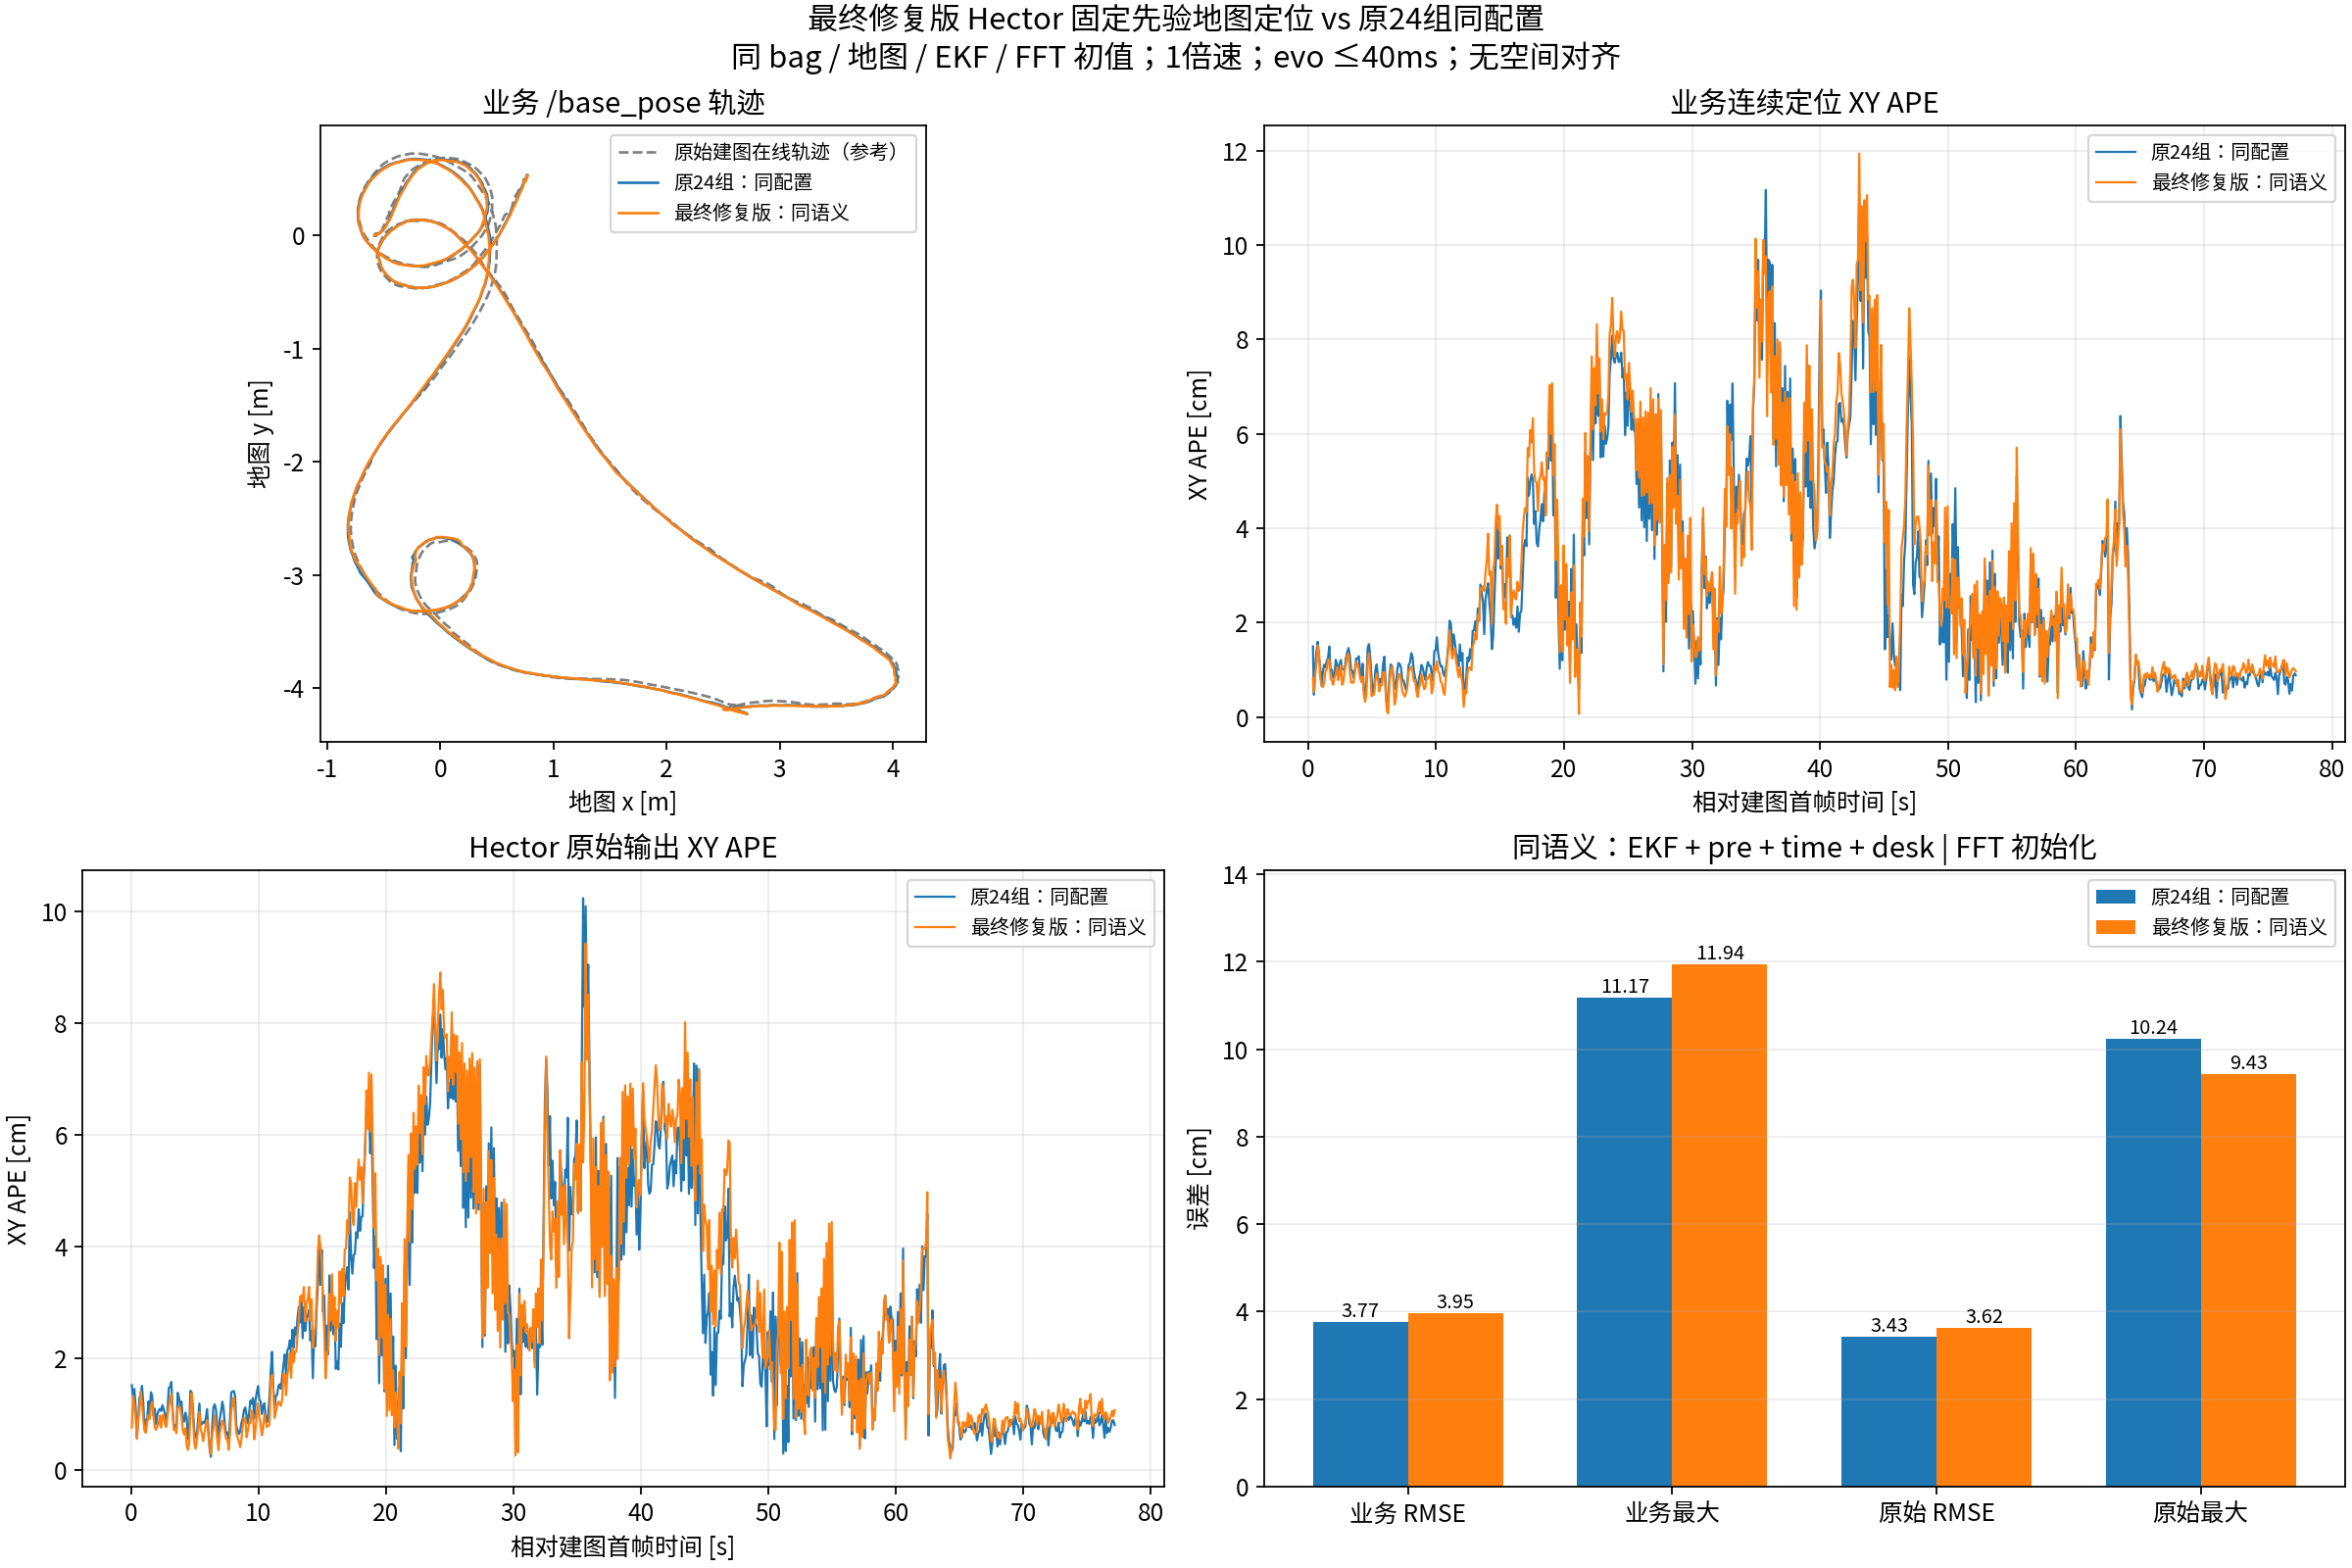 最终修复版 Hector 固定先验地图定位 vs 原24组同配置
同 bag / 地图 / EKF / FFT 初值；1倍速；evo ≤40ms；无空间对齐
业务 /base_pose 轨迹
原始建图在线轨迹（参考）
原24组：同配置
最终修复版：同语义
0
-1
-2
-3
-4
地图 y [m]
-1
0
1
2
3
4
地图 x [m]
业务连续定位 XY APE
原24组：同配置
最终修复版：同语义
12
10
8
6
4
2
0
XY APE [cm]
0
10
20
30
40
50
60
70
80
相对建图首帧时间 [s]
Hector 原始输出 XY APE
原24组：同配置
最终修复版：同语义
10
8
6
4
2
0
XY APE [cm]
0
10
20
30
40
50
60
70
80
相对建图首帧时间 [s]
同语义：EKF + pre + time + desk | FFT 初始化
原24组：同配置
最终修复版：同语义
14
12
10
8
6
4
2
0
误差 [cm]
3.77
3.95
11.17
11.94
3.43
3.62
10.24
9.43
业务 RMSE
业务最大
原始 RMSE
原始最大